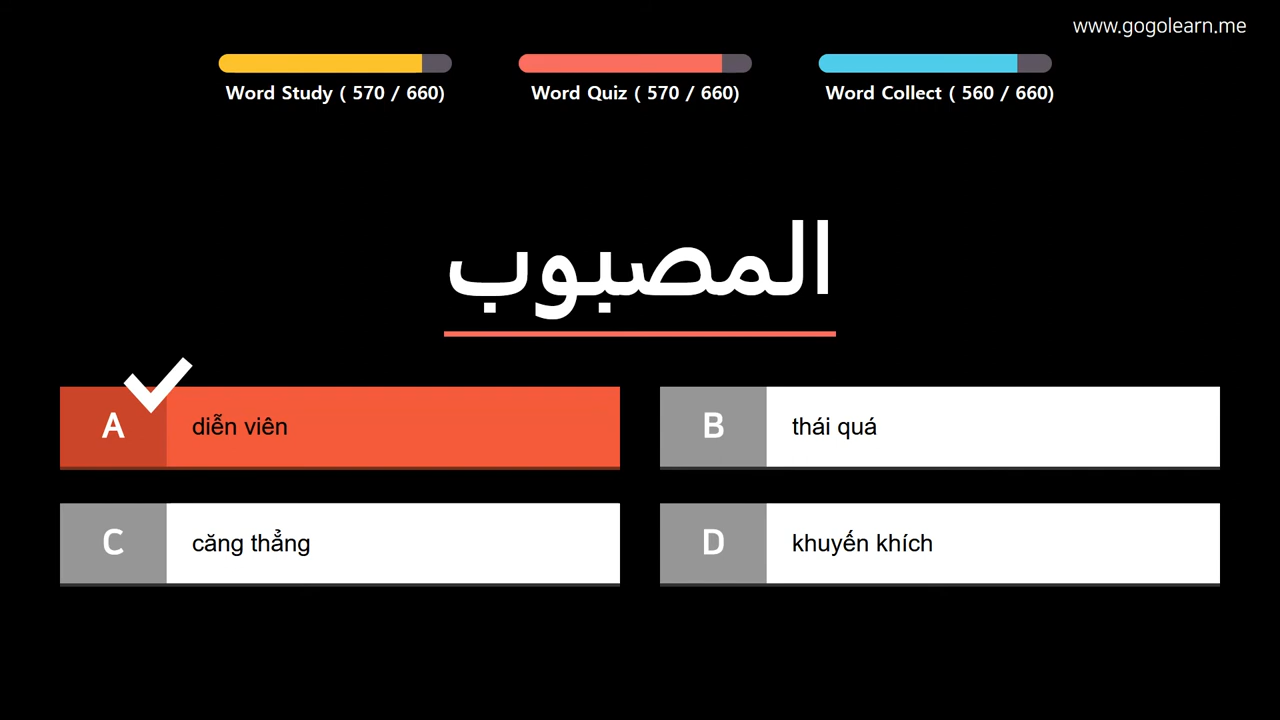 www.gogolearn.me
Word Study ( 570 / 660)
Word Quiz ( 570 / 660)
Word Collect ( 560 / 660)
المصبوب
A diễn viên
B thái quá
C căng thẳng
D khuyến khích